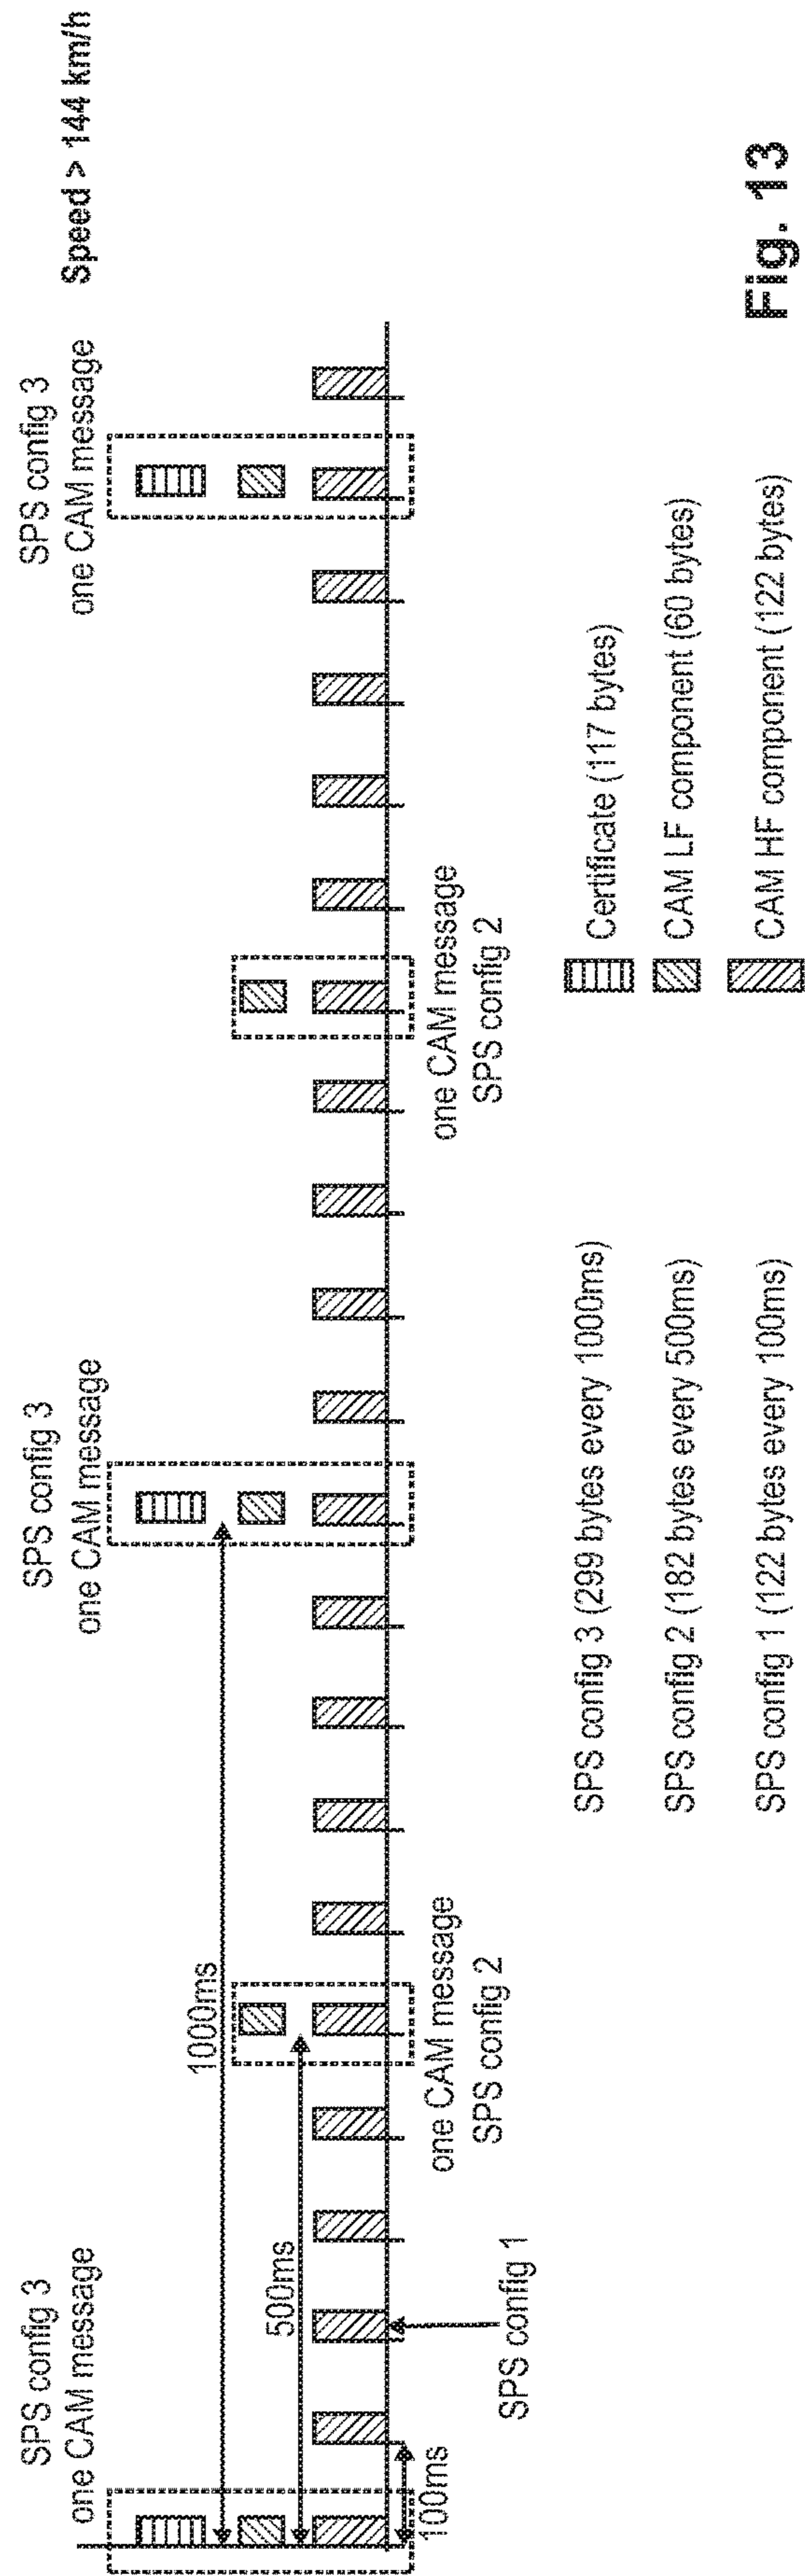 Speed > 144 km/h
SPS config 3
one CAM message
SPS config 3
one CAM message
SPS config 3
one CAM message
1000ms
500ms
100ms
SPS config 1
one CAM message
SPS config 2
one CAM message
SPS config 2
SPS config 3 (299 bytes every 1000ms)
SPS config 2 (182 bytes every 500ms)
SPS config 1 (122 bytes every 100ms)
Certificate (117 bytes)
CAM LF component (60 bytes)
CAM HF component (122 bytes)
Fig. 13